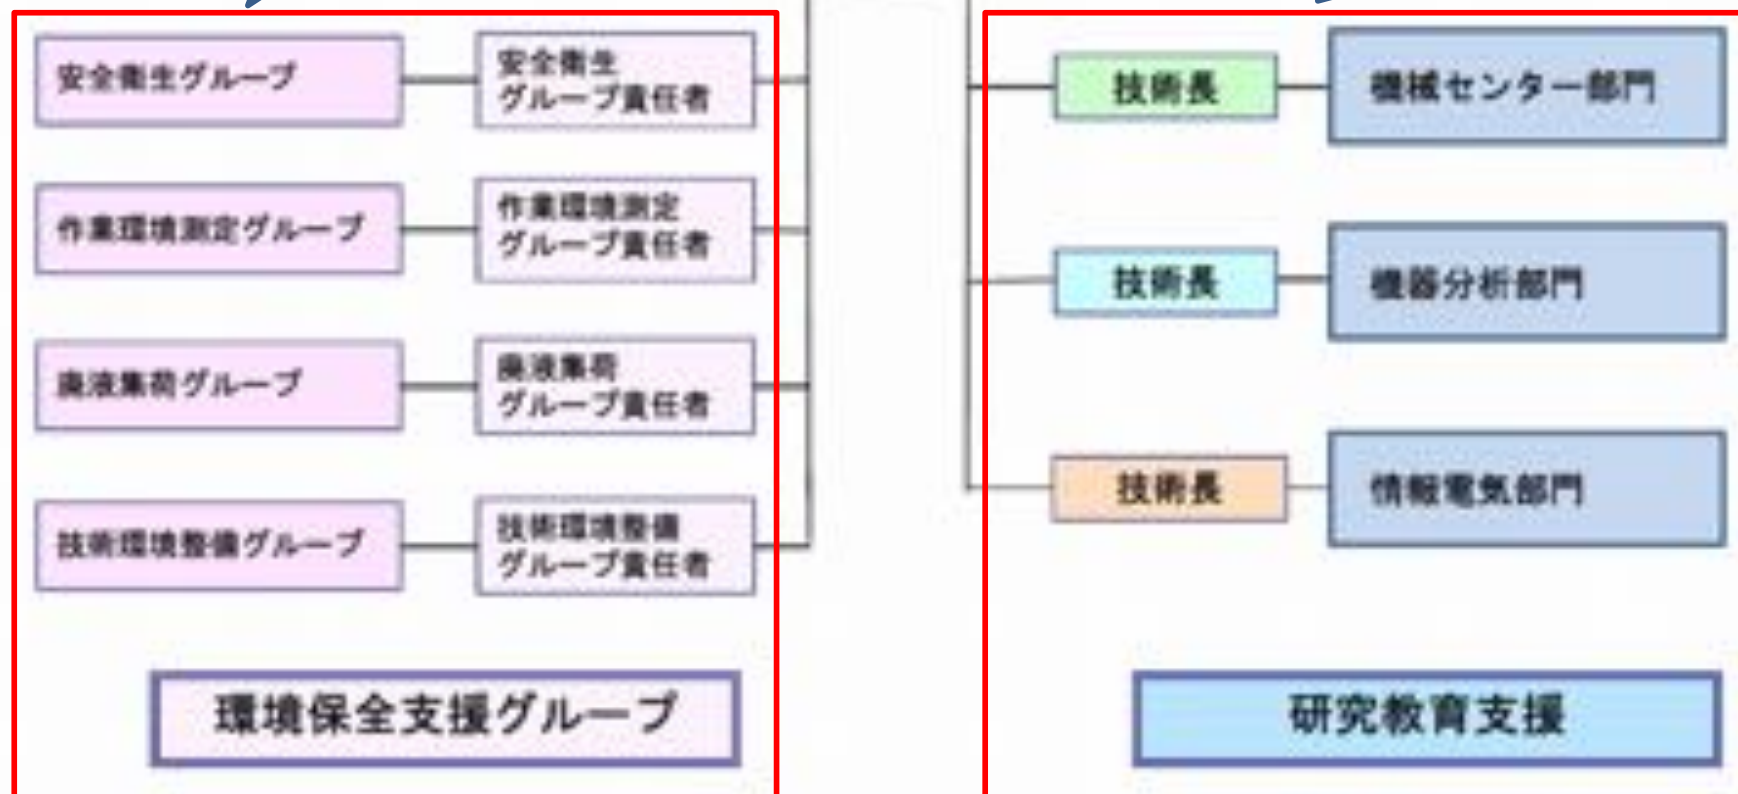 安全衛生グループ
安全衛生
グループ責任者
作業環境測定グループ
作業環境測定
グループ責任者
廃液集荷グループ
廃液集荷
グループ責任者
技術環境整備グループ
技術環境整備
グループ責任者
環境保全支援グループ
技術長
機械センター部門
技術長
機器分析部門
技術長
情報電気部門
研究教育支援